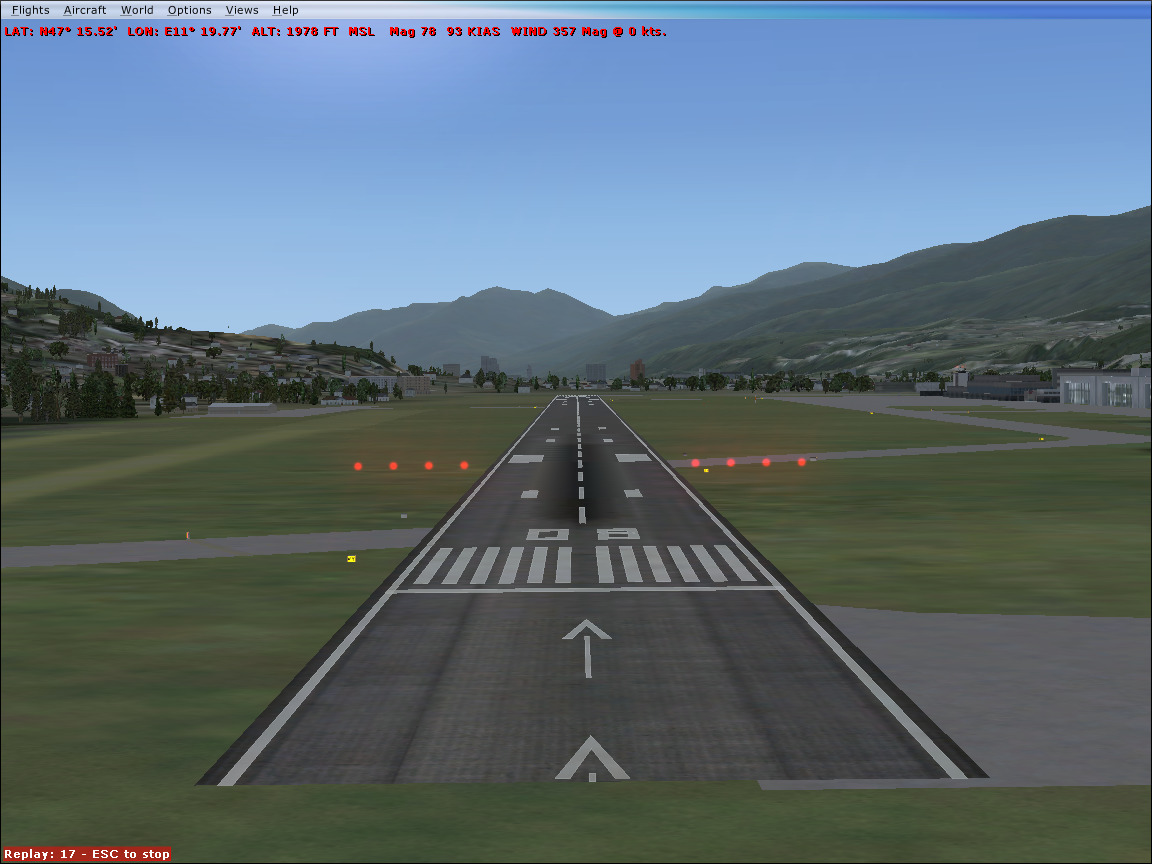 Flights Aircraft World Options Views Help
LAT: N47° 15.52' LON: E11° 19.77' ALT: 1978 FT MSL Mag 78 93 KIAS WIND 357 Mag @ 0 kts.
08
Replay: 17 - ESC to stop